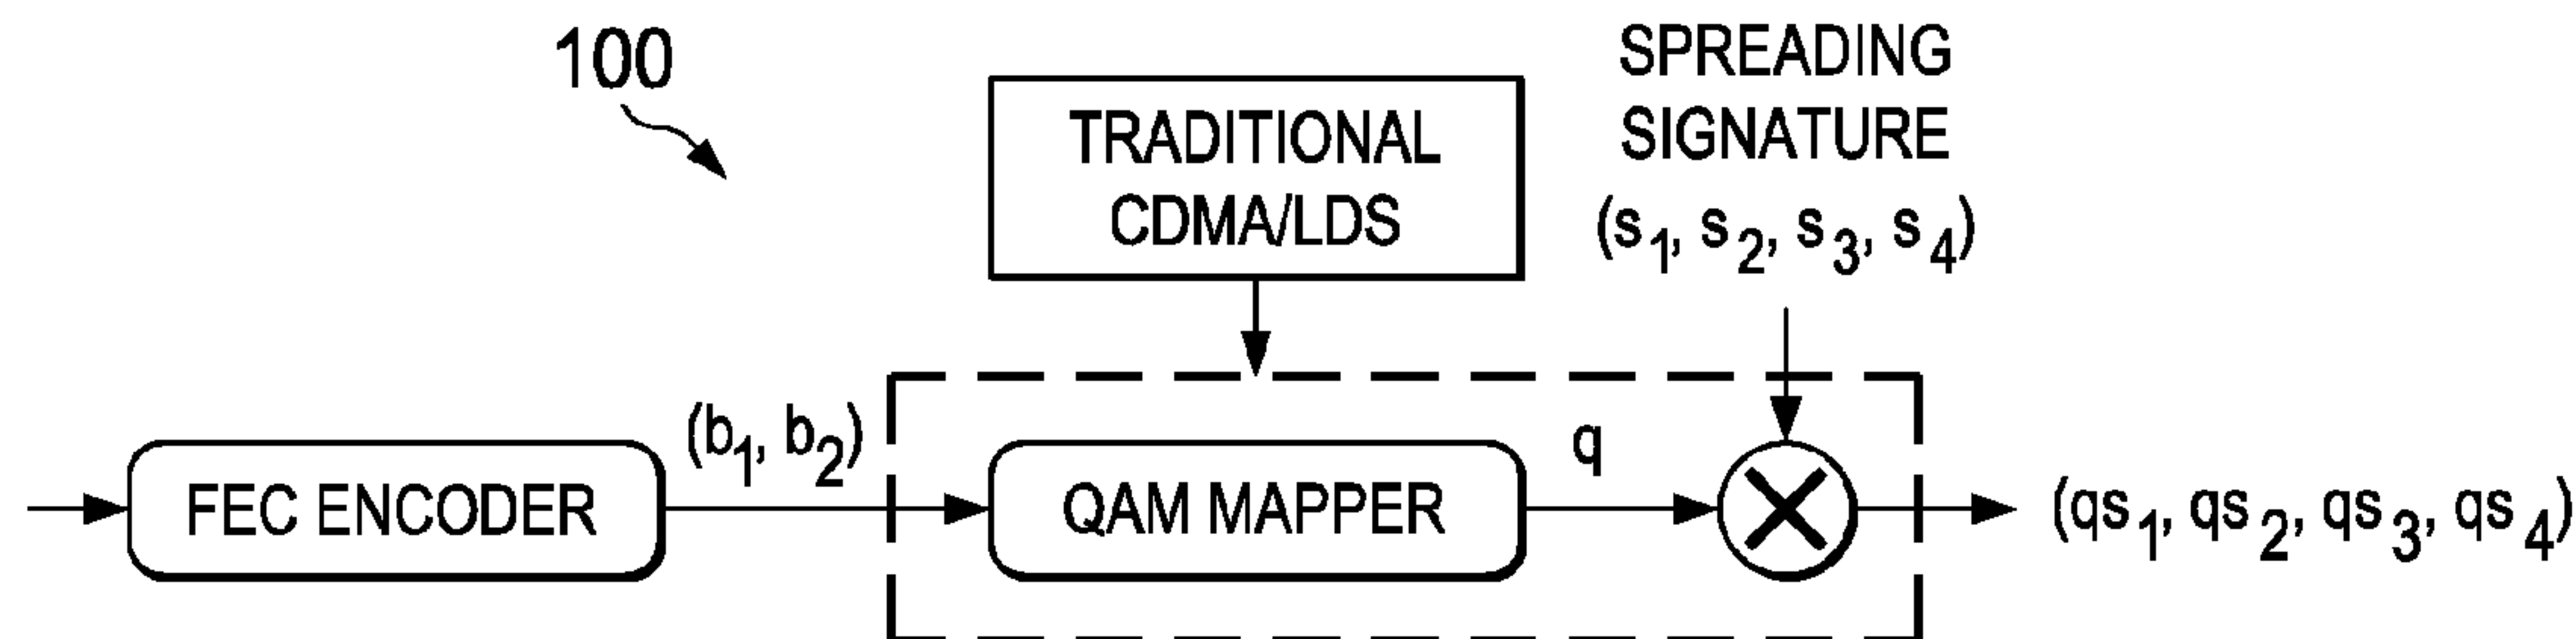 100
TRADITIONAL
CDMA/LDS
SPREADING
SIGNATURE
(s1, s2, s3, s4)
FEC ENCODER
(b1, b2)
QAM MAPPER
q
(qs1, qs2, qs3, qs4)